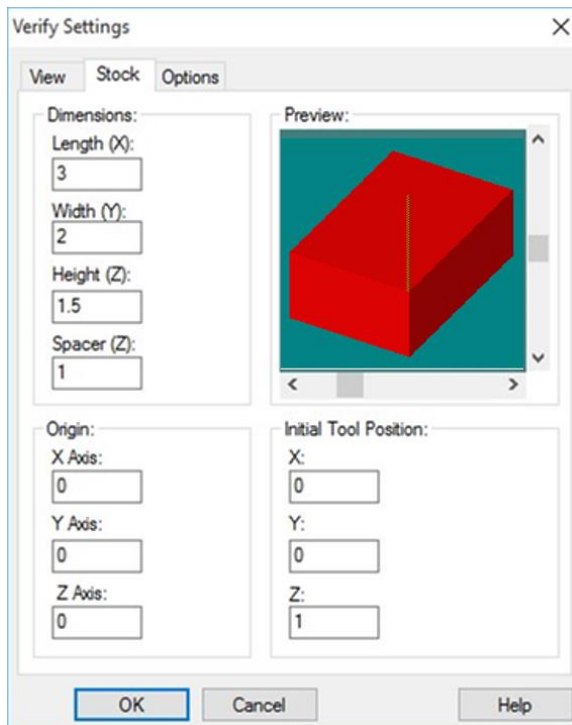 Verify Settings
View Stock Options
Dimensions:
Length (X):
3
Width (Y):
2
Height (Z):
1.5
Spacer (Z):
1
Preview:
Origin:
X Axis:
0
Y Axis:
0
Z Axis:
0
Initial Tool Position:
X:
0
Y:
0
Z:
1
OK Cancel Help